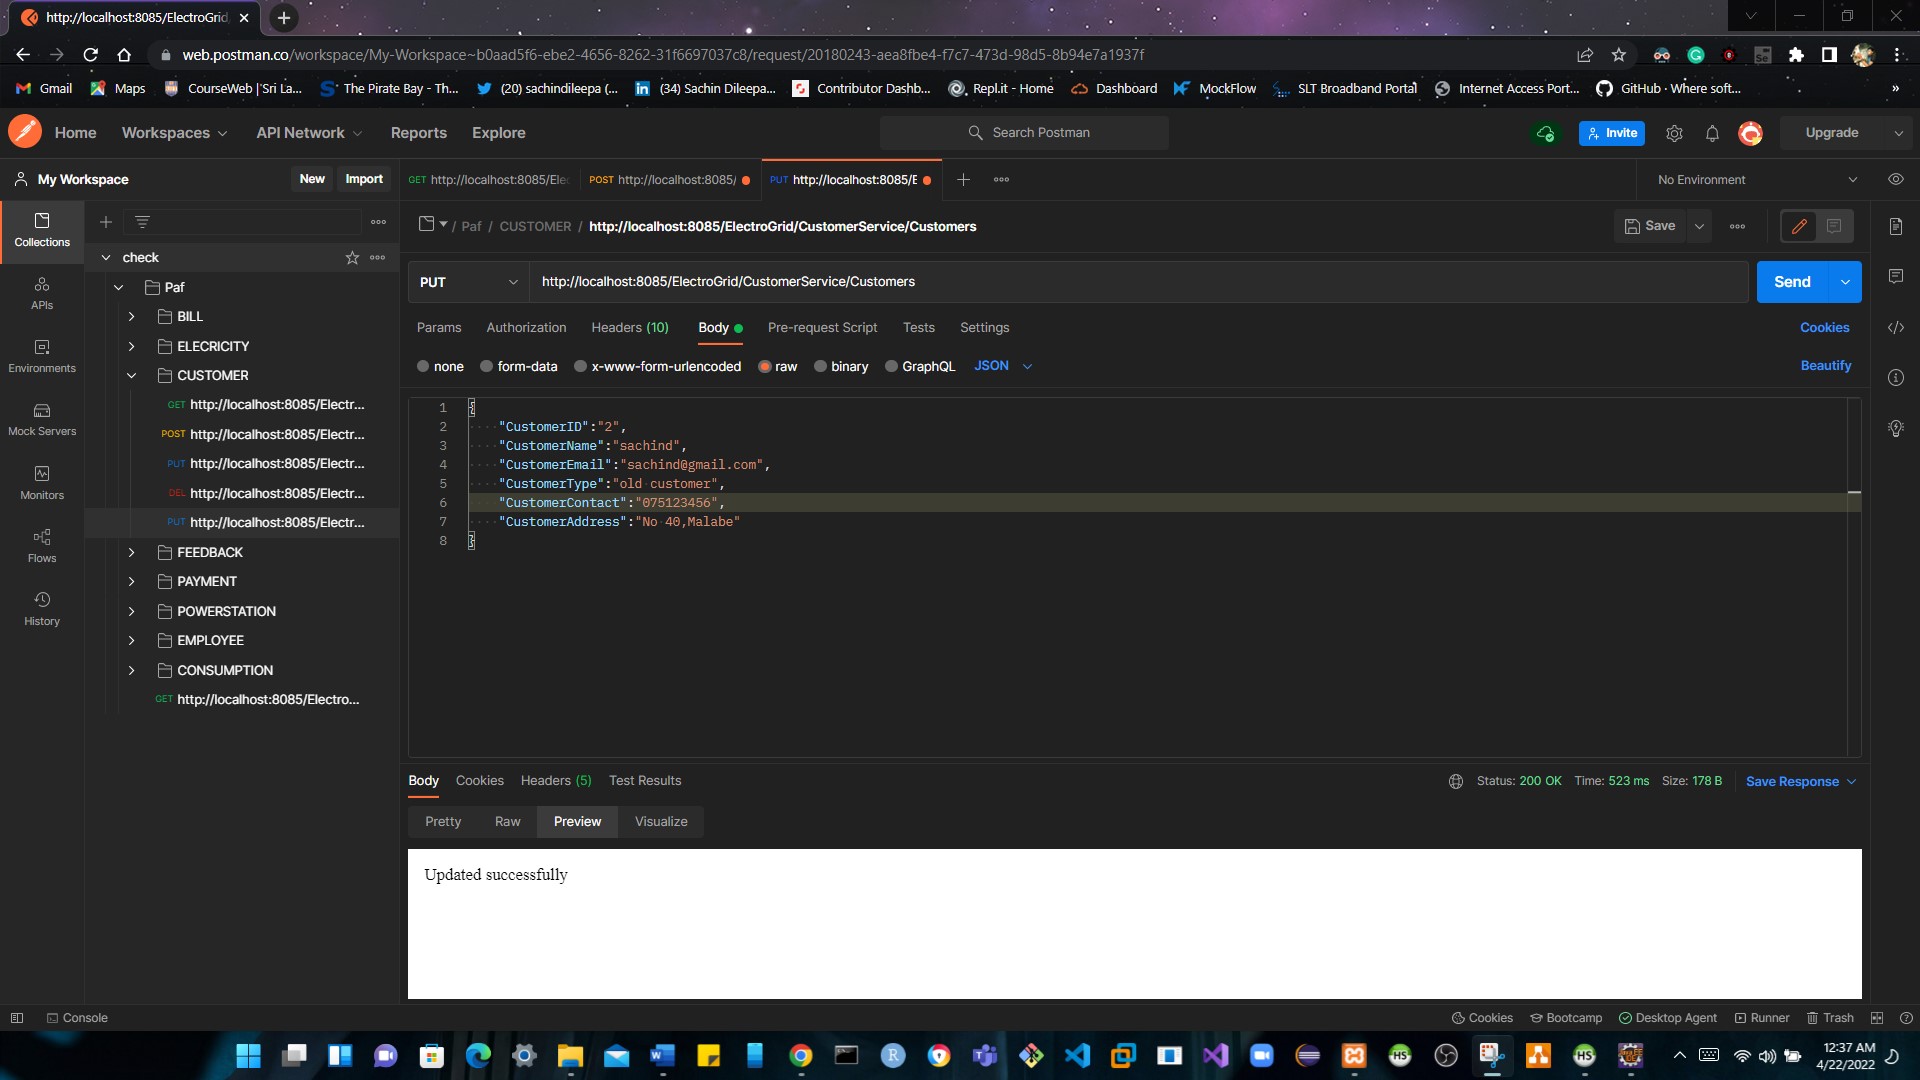 http://localhost:8085/ElectroGrid
web.postman.co/workspace/My-Workspace~b0aad5f6-ebe2-4656-8262-31f6697037c8/request/20180243-aea8fbe4-f7c7-473d-98d5-8b94e7a1937f
Gmail Maps CourseWeb | Sri La... The Pirate Bay - Th... (20) sachindileepa (... (34) Sachin Dileepa... Contributor Dashb... Repl.it - Home Dashboard MockFlow SLT Broadband Portal Internet Access Port... GitHub · Where soft... »
Home Workspaces API Network Reports Explore Search Postman Invite Upgrade
My Workspace New Import GET http://localhost:8085/Ele POST http://localhost:8085/ PUT http://localhost:8085/E No Environment
Collections
APIs
Environments
Mock Servers
Monitors
Flows
History
check
Paf
BILL
ELECRICITY
CUSTOMER
GET http://localhost:8085/Electr...
POST http://localhost:8085/Electr...
PUT http://localhost:8085/Electr...
DEL http://localhost:8085/Electr...
PUT http://localhost:8085/Electr...
FEEDBACK
PAYMENT
POWERSTATION
EMPLOYEE
CONSUMPTION
GET http://localhost:8085/Electro...
/ Paf / CUSTOMER / http://localhost:8085/ElectroGrid/CustomerService/Customers Save
PUT http://localhost:8085/ElectroGrid/CustomerService/Customers Send
Params Authorization Headers (10) Body Pre-request Script Tests Settings Cookies
none form-data x-www-form-urlencoded raw binary GraphQL JSON Beautify
1 {
2 "CustomerID":"2",
3 "CustomerName":"sachind",
4 "CustomerEmail":"sachind@gmail.com",
5 "CustomerType":"old customer",
6 "CustomerContact":"075123456",
7 "CustomerAddress":"No 40,Malabe"
8 }
Body Cookies Headers (5) Test Results Status: 200 OK Time: 523 ms Size: 178 B Save Response
Pretty Raw Preview Visualize
Updated successfully
Console Cookies Bootcamp Desktop Agent Runner Trash
12:37 AM
4/22/2022